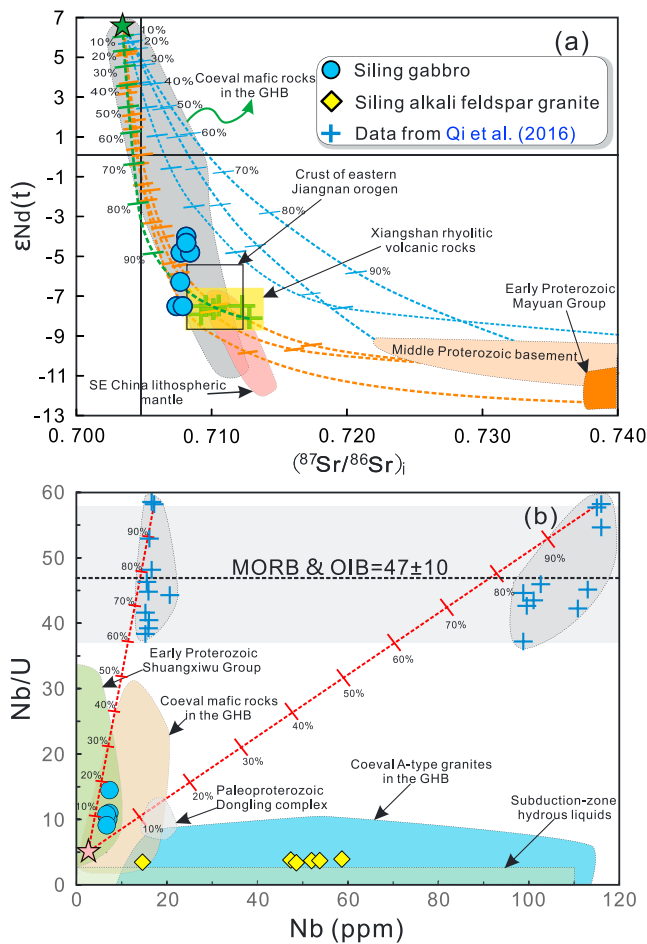 (a)
Siling gabbro
Siling alkali feldspar granite
Data from Qi et al. (2016)
7
5
3
1
-1
-3
-5
-7
-9
-11
-13
εNd(t)
10%
20%
30%
40%
50%
60%
70%
80%
90%
10%
20%
30%
40%
50%
60%
70%
80%
90%
Coeval mafic rocks
in the GHB
Crust of eastern
Jiangnan orogen
Xiangshan rhyolitic
volcanic rocks
Early Proterozoic
Mayuan Group
Middle Proterozoic basement
SE China lithospheric
mantle
0.700
0.710
0.720
0.730
0.740
(⁸⁷Sr/⁸⁶Sr)i
(b)
60
50
40
30
20
10
0
Nb/U
MORB & OIB=47±10
90%
80%
70%
60%
50%
40%
30%
20%
10%
90%
80%
70%
60%
50%
40%
30%
20%
10%
Early Proterozoic
Shuangxiwu Group
Coeval mafic rocks
in the GHB
Paleoproterozoic
Dongling complex
Coeval A-type granites
in the GHB
Subduction-zone
hydrous liquids
0
20
40
60
80
100
120
Nb (ppm)